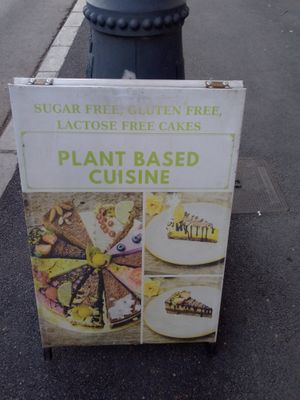 SUGAR FREE, GLUTEN FREE,
LACTOSE FREE CAKES
PLANT BASED
CUISINE